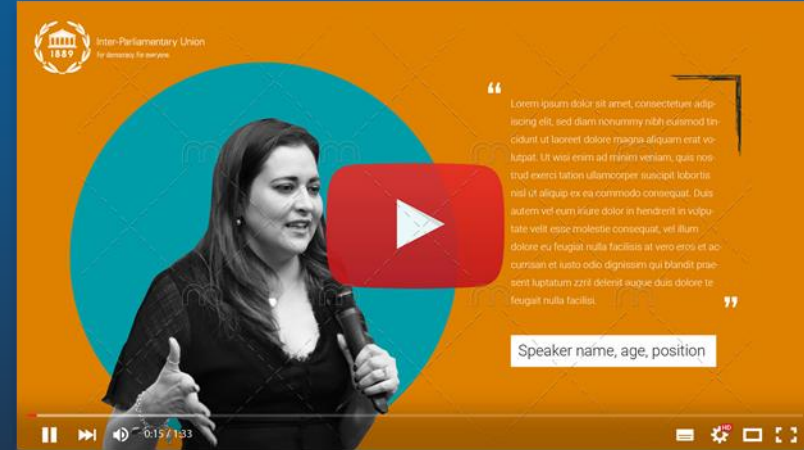 Inter-Parliamentary Union
1889
For democracy. For everyone.
“
Lorem ipsum dolor sit amet, consectetuer adip-
iscing elit, sed diam nonummy nibh euismod tin-
cidunt ut laoreet dolore magna aliquam erat vo-
lutpat. Ut wisi enim ad minim veniam, quis nos-
trud exerci tation ullamcorper suscipit lobortis
nisl ut aliquip ex ea commodo consequat. Duis
autem vel eum iriure dolor in hendrerit in vulpu-
tate velit esse molestie consequat, vel illum
dolore eu feugiat nulla facilisis at vero eros et ac-
cumsan et iusto odio dignissim qui blandit prae-
sent luptatum zzril delenit augue duis dolore te
feugait nulla facilisi.
”
Speaker name, age, position
0:15 / 1:33
HD